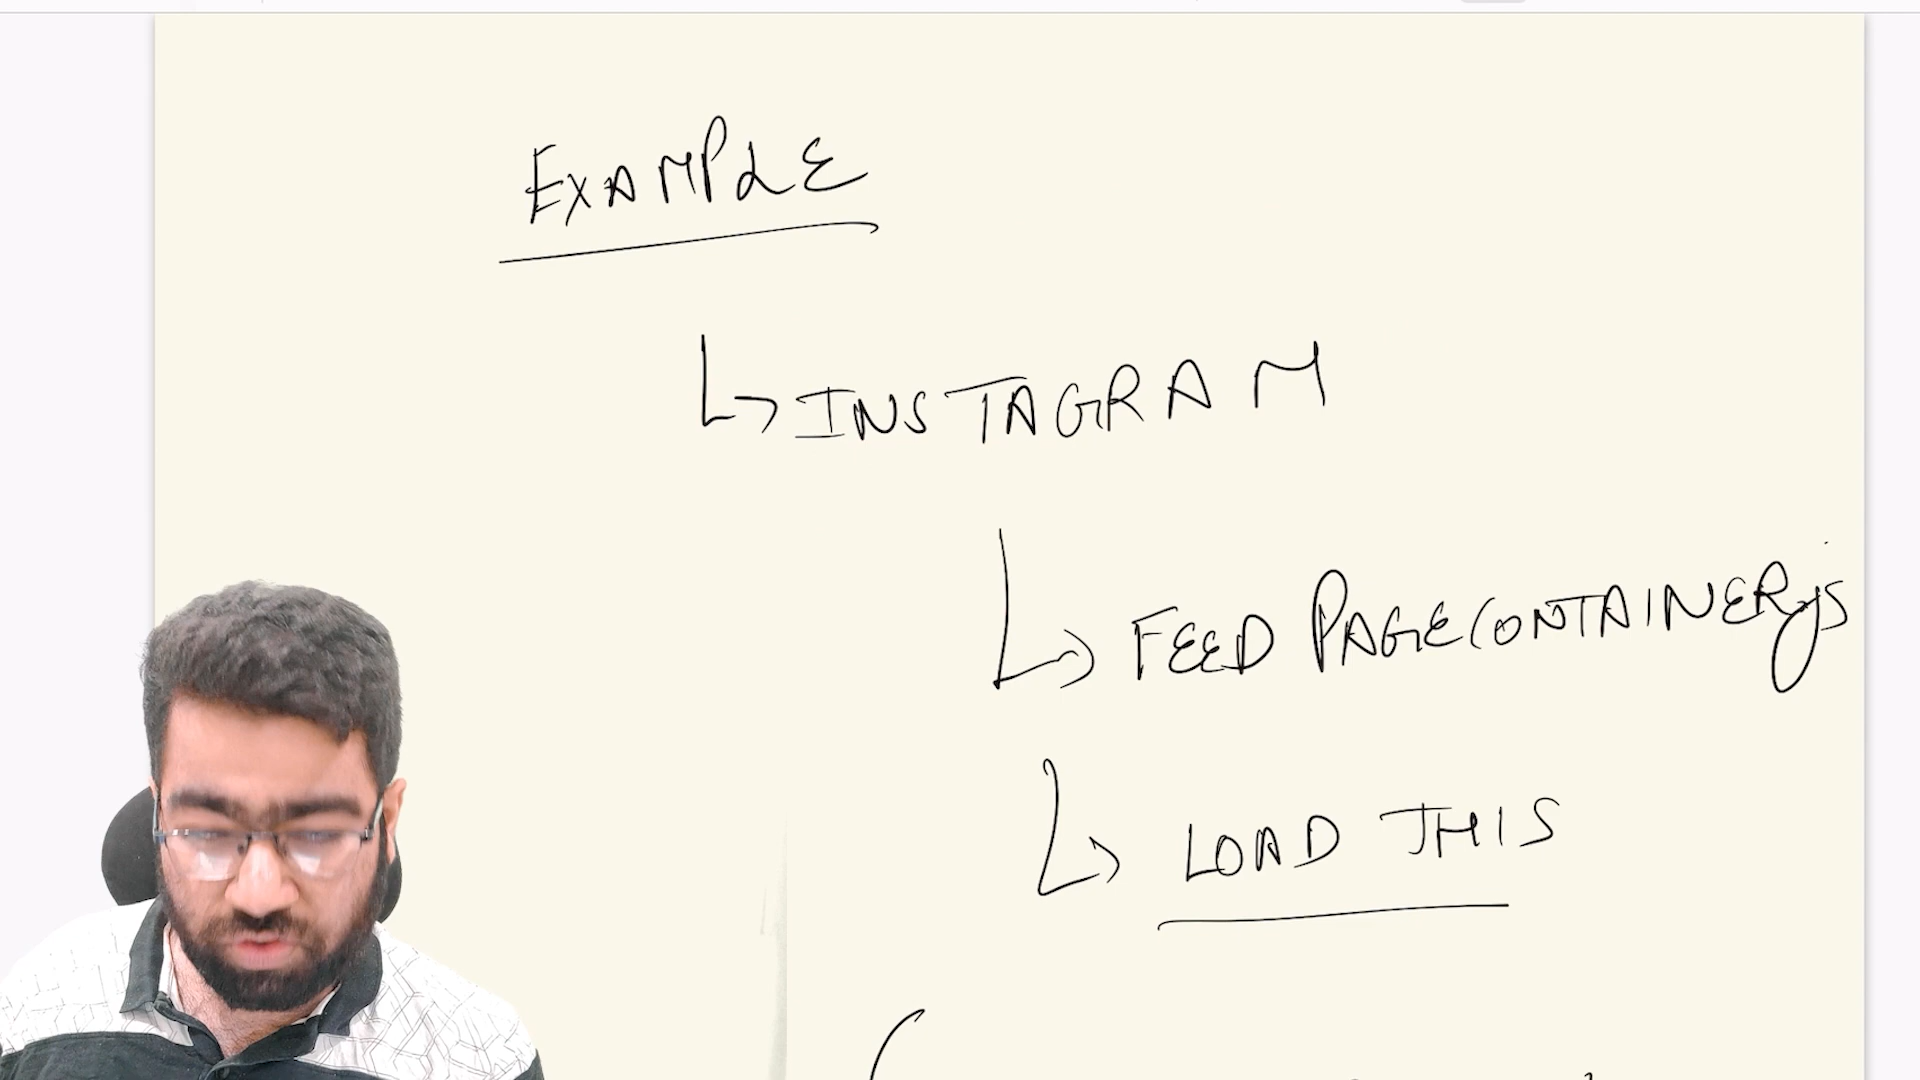 EXAMPLE
↳ INSTAGRAM
↳ FEED PAGECONTAINER.js
↳ LOAD THIS